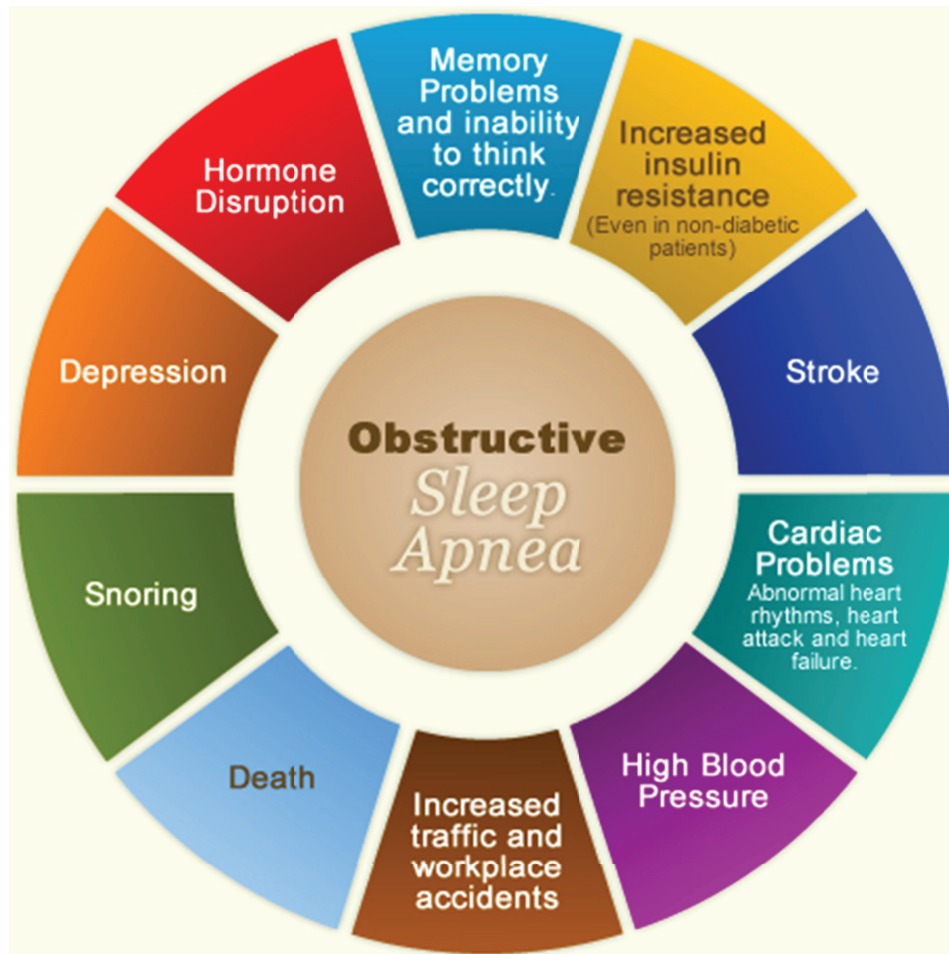 Memory
Problems
and inability
to think
correctly.
Increased
insulin
resistance
(Even in non-diabetic
patients)
Stroke
Cardiac
Problems
Abnormal heart
rhythms, heart
attack and heart
failure.
High Blood
Pressure
Increased
traffic and
workplace
accidents
Death
Snoring
Depression
Hormone
Disruption
Obstructive
Sleep
Apnea